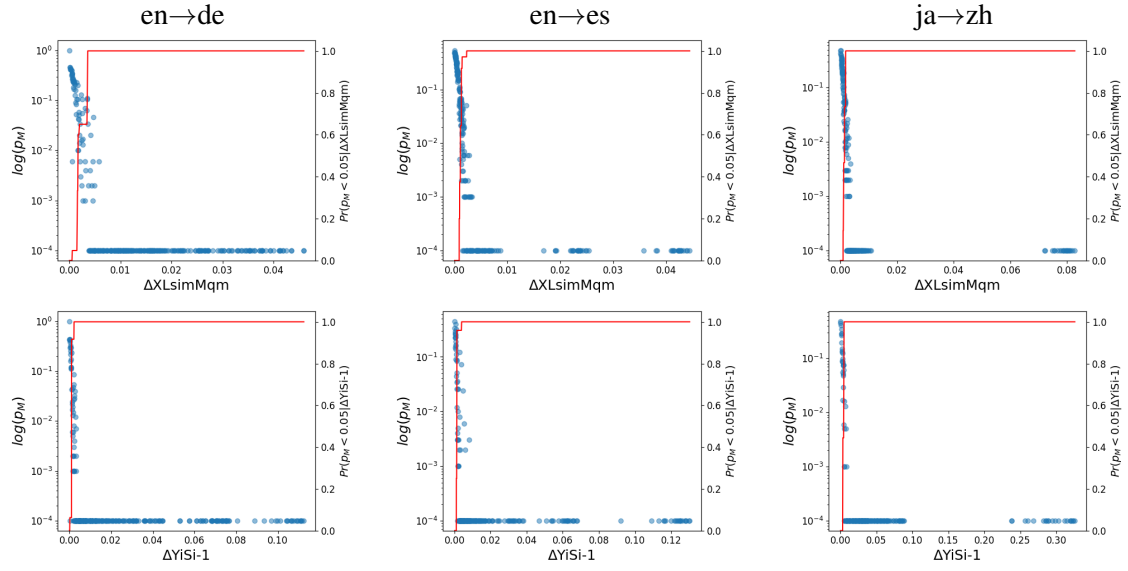 en→de
en→es
ja→zh
10⁰
10⁻¹
10⁻²
10⁻³
10⁻⁴
log(p_M)
0.00 0.01 0.02 0.03 0.04
ΔXLsimMqm
1.0
0.8
0.6
0.4
0.2
0.0
Pr(p_M < 0.05|ΔXLsimMqm)
10⁻¹
10⁻²
10⁻³
10⁻⁴
log(p_M)
0.00 0.01 0.02 0.03 0.04
ΔXLsimMqm
1.0
0.8
0.6
0.4
0.2
0.0
Pr(p_M < 0.05|ΔXLsimMqm)
10⁻¹
10⁻²
10⁻³
10⁻⁴
log(p_M)
0.00 0.02 0.04 0.06 0.08
ΔXLsimMqm
1.0
0.8
0.6
0.4
0.2
0.0
Pr(p_M < 0.05|ΔXLsimMqm)
10⁰
10⁻¹
10⁻²
10⁻³
10⁻⁴
log(p_M)
0.00 0.02 0.04 0.06 0.08 0.10
ΔYiSi-1
1.0
0.8
0.6
0.4
0.2
0.0
Pr(p_M < 0.05|ΔYiSi-1)
10⁻¹
10⁻²
10⁻³
10⁻⁴
log(p_M)
0.00 0.02 0.04 0.06 0.08 0.10 0.12
ΔYiSi-1
1.0
0.8
0.6
0.4
0.2
0.0
Pr(p_M < 0.05|ΔYiSi-1)
10⁻¹
10⁻²
10⁻³
10⁻⁴
log(p_M)
0.00 0.05 0.10 0.15 0.20 0.25 0.30
ΔYiSi-1
1.0
0.8
0.6
0.4
0.2
0.0
Pr(p_M < 0.05|ΔYiSi-1)